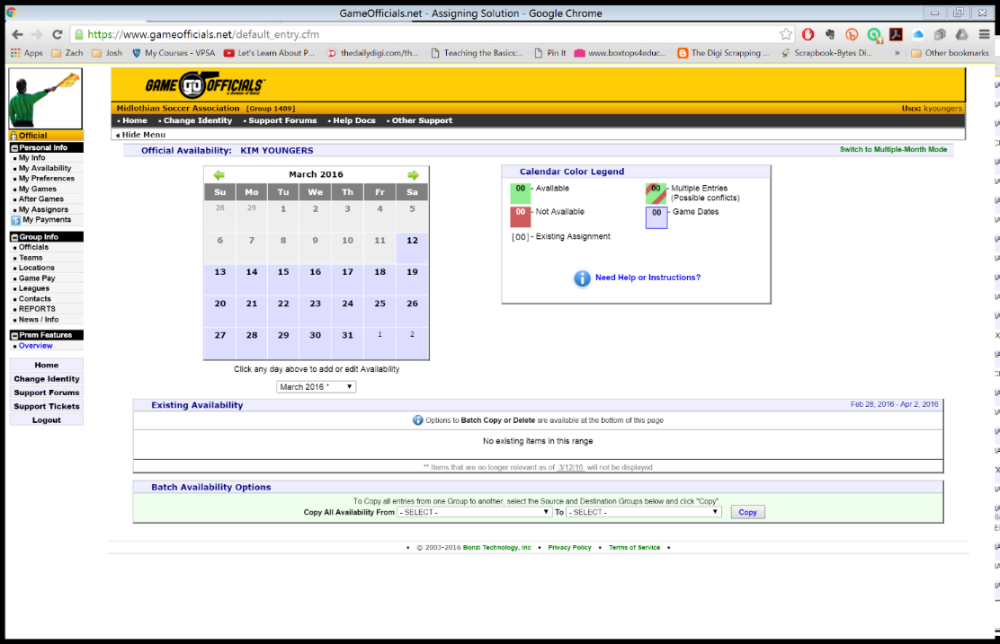 GameOfficials.net - Assigning Solution - Google Chrome
https://www.gameofficials.net/default_entry.cfm
Apps Zach Josh My Courses - VPSA Let's Learn About P... thedailydigi.com/th... Teaching the Basics:... Pin It www.boxtops4educ... The Digi Scrapping ... Scrapbook-Bytes Di... » Other bookmarks
GAME GO OFFICIALS
a division of Bonzi
Midlothian Soccer Association [Group 1489] USER: kyoungers
• Home • Change Identity • Support Forums • Help Docs • Other Support
Hide Menu
Official
Personal Info
My Info
My Availability
My Preferences
My Games
After Games
My Assignors
$ My Payments
Group Info
Officials
Teams
Locations
Game Pay
Leagues
Contacts
REPORTS
News / Info
Prem Features
Overview
Home
Change Identity
Support Forums
Support Tickets
Logout
Official Availability: KIM YOUNGERS Switch to Multiple-Month Mode
March 2016
Su Mo Tu We Th Fr Sa
28 29 1 2 3 4 5
6 7 8 9 10 11 12
13 14 15 16 17 18 19
20 21 22 23 24 25 26
27 28 29 30 31 1 2
Click any day above to add or edit Availability
March 2016 *
Calendar Color Legend
00 - Available 00 - Multiple Entries
(Possible conflicts)
00 - Not Available 00 - Game Dates
[00] - Existing Assignment
Need Help or Instructions?
Existing Availability Feb 28, 2016 - Apr 2, 2016
Options to Batch Copy or Delete are available at the bottom of this page
No existing items in this range
** Items that are no longer relevant as of 3/12/16 will not be displayed
Batch Availability Options
To Copy all entries from one Group to another, select the Source and Destination Groups below and click "Copy".
Copy All Availability From - SELECT - To - SELECT - Copy
• © 2003-2016 Bonzi Technology, Inc • Privacy Policy • Terms of Service •